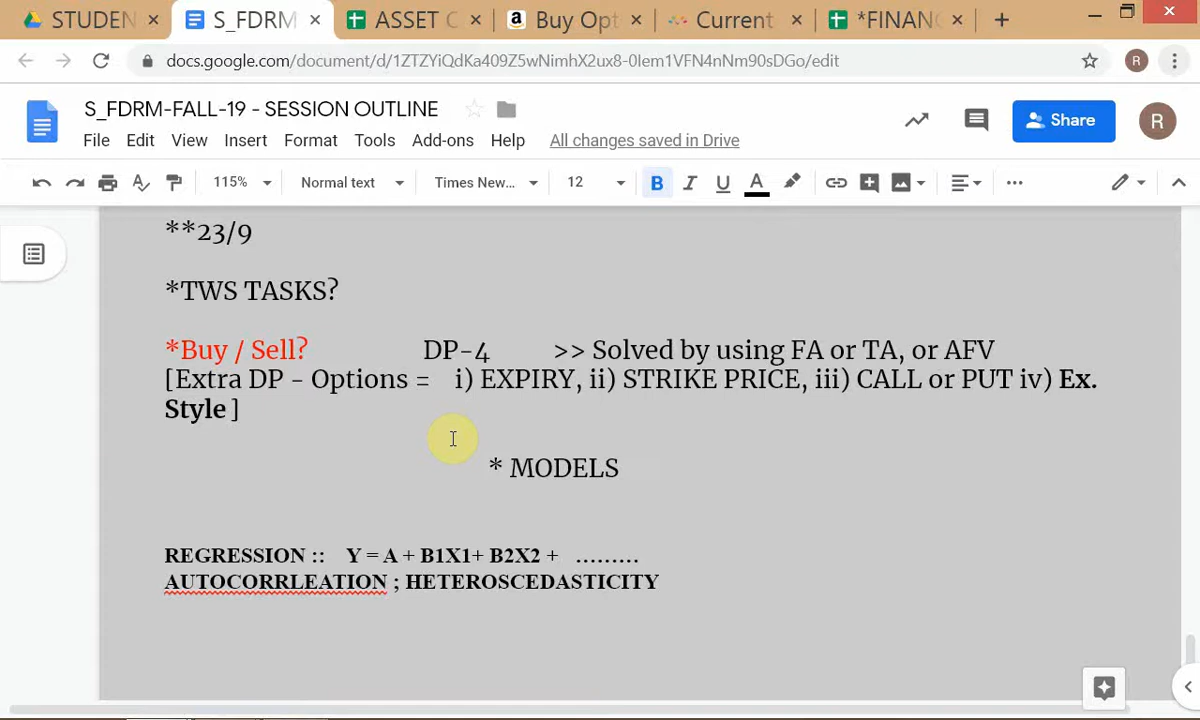 STUDEN
S_FDRM
ASSET C
Buy Opt
Current
*FINANC
docs.google.com/document/d/1ZTZYiQdKa409Z5wNimhX2ux8-0lem1VFN4nNm90sDGo/edit
R
S_FDRM-FALL-19 - SESSION OUTLINE
Share
R
File Edit View Insert Format Tools Add-ons Help All changes saved in Drive
115% Normal text Times New... 12 B I U A
**23/9
*TWS TASKS?
*Buy / Sell? DP-4 >> Solved by using FA or TA, or AFV
[Extra DP - Options = i) EXPIRY, ii) STRIKE PRICE, iii) CALL or PUT iv) Ex.
Style]
* MODELS
REGRESSION :: Y = A + B1X1+ B2X2 + .........
AUTOCORRLEATION ; HETEROSCEDASTICITY